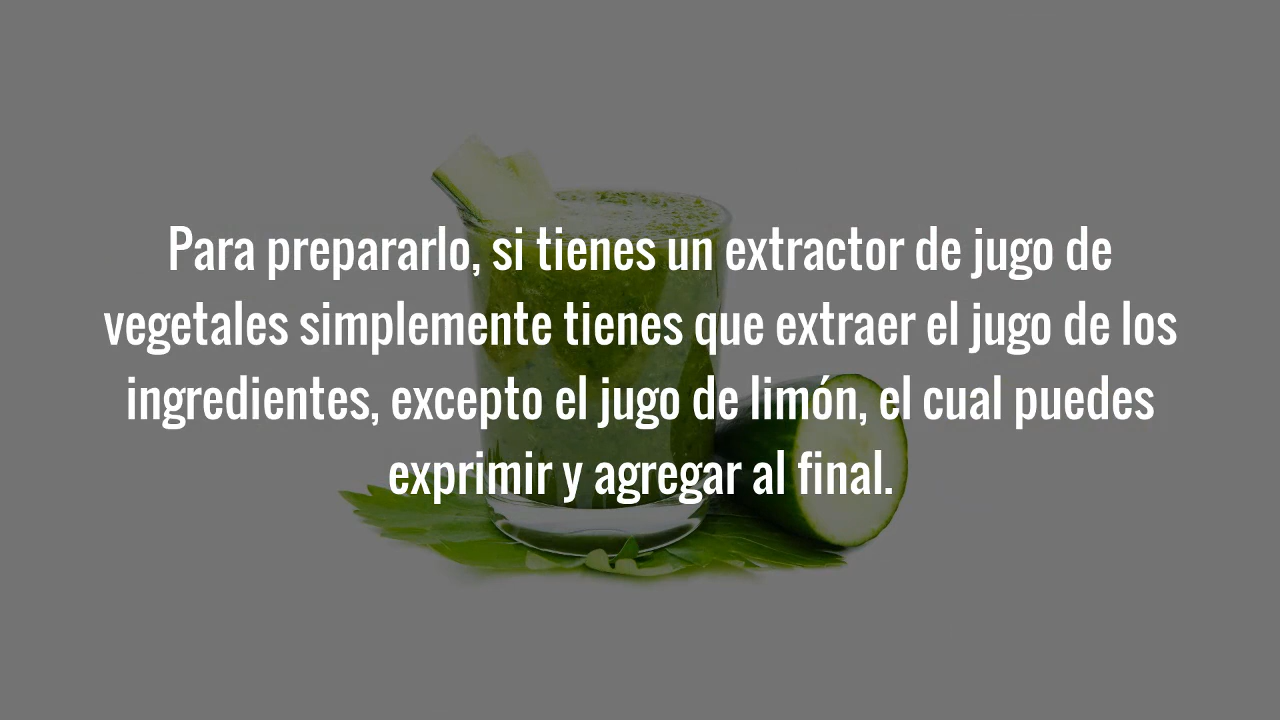 Para prepararlo, si tienes un extractor de jugo de
vegetales simplemente tienes que extraer el jugo de los
ingredientes, excepto el jugo de limón, el cual puedes
exprimir y agregar al final.